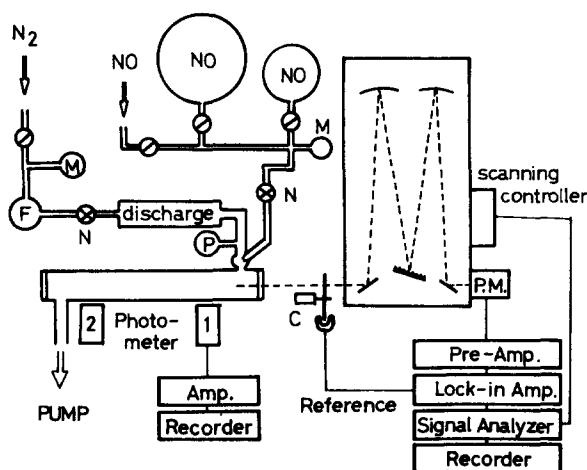 N2
NO
NO
NO
M
M
F
N
discharge
N
P
scanning
controller
P.M.
C
2
Photo-
meter
1
PUMP
Amp.
Recorder
Reference
Pre-Amp.
Lock-in Amp.
Signal Analyzer
Recorder